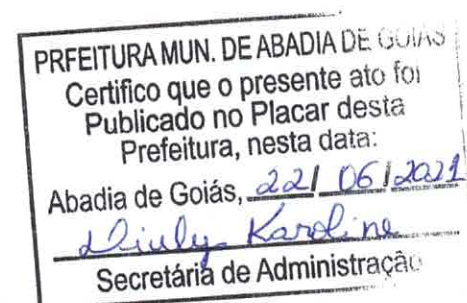 PRFEITURA MUN. DE ABADIA DE GOIÁS
Certifico que o presente ato foi
Publicado no Placar desta
Prefeitura, nesta data:
Abadia de Goiás, 22/ 06 / 2021
Karoline
Secretária de Administração